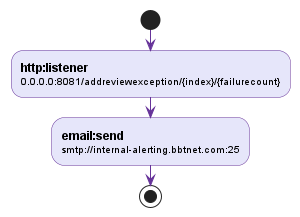 http:listener
0.0.0.0:8081/addreviewexception/{index}/{failurecount}
email:send
smtp://internal-alerting.bbtnet.com:25